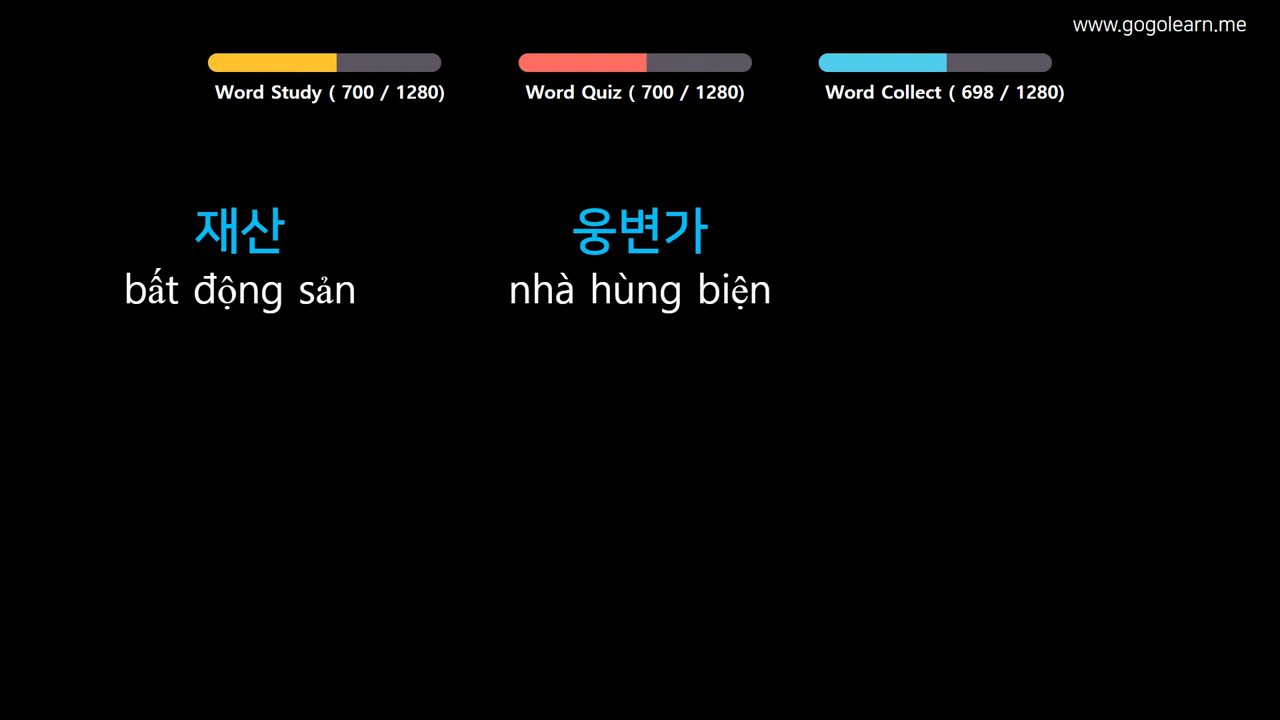 www.gogolearn.me
Word Study ( 700 / 1280)
Word Quiz ( 700 / 1280)
Word Collect ( 698 / 1280)
재산
bất động sản
웅변가
nhà hùng biện